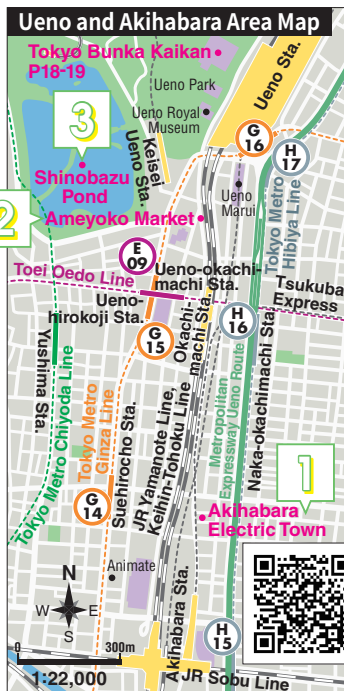 Ueno and Akihabara Area Map
Tokyo Bunka Kaikan
P18-19
Ueno Park
Ueno Sta.
Ueno Royal
Museum
Keisei
Ueno Sta.
G
16
H
17
3
Shinobazu
Pond
Ueno
Marui
Tokyo Metro
Hibiya Line
2
Ameyoko Market
E
09
Toei Oedo Line
Ueno-okachi-
machi Sta.
Tsukuba
Express
Ueno-
hirokoji Sta.
G
15
Okachi-
machi Sta.
H
16
Yushima Sta.
Tokyo Metro Chiyoda Line
Tokyo Metro
Ginza Line
JR Yamanote Line,
Keihin-Tohoku Line
Metropolitan
Expressway Ueno Route
Naka-okachimachi Sta.
1
G
14
Suehirocho Sta.
Akihabara
Electric Town
Animate
N
W
E
S
Akihabara Sta.
H
15
0
300m
1:22,000
JR Sobu Line